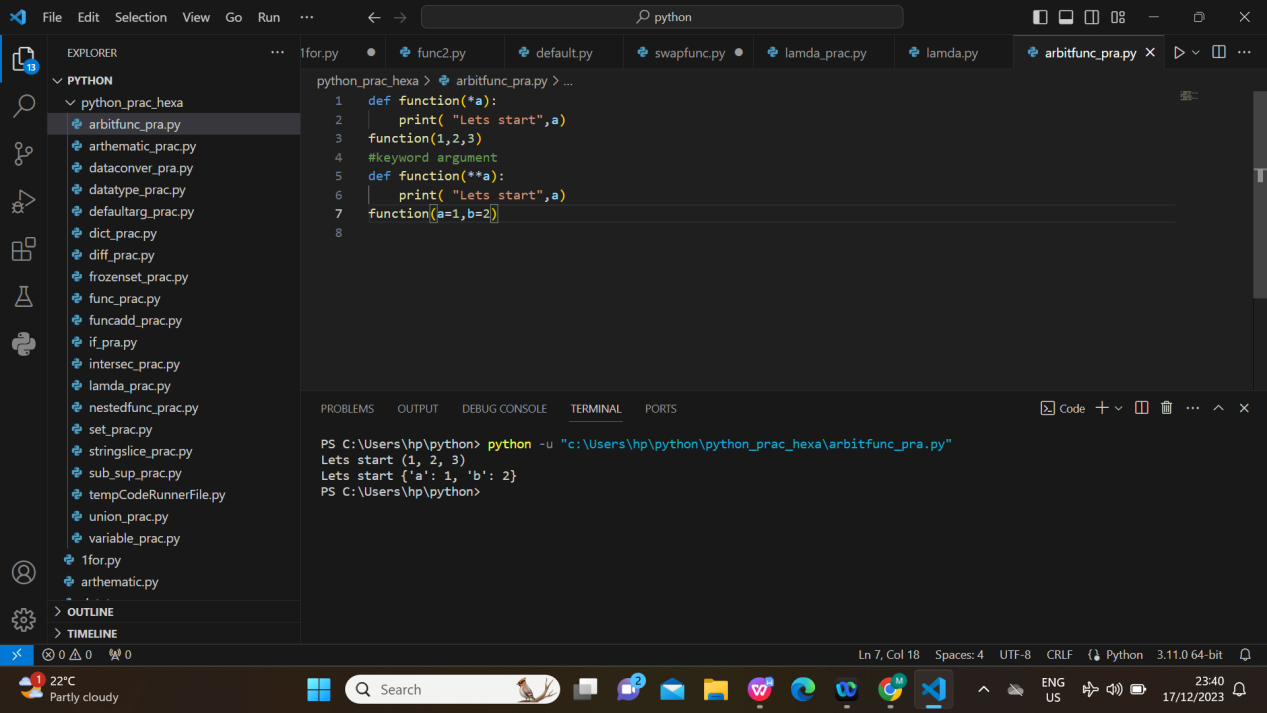 File Edit Selection View Go Run ··· python
EXPLORER ···
1for.py func2.py default.py swapfunc.py lamda_prac.py lamda.py arbitfunc_pra.py ···
13
PYTHON
python_prac_hexa
arbitfunc_pra.py
arthematic_prac.py
dataconver_pra.py
datatype_prac.py
defaultarg_prac.py
dict_prac.py
diff_prac.py
frozenset_prac.py
func_prac.py
funcadd_prac.py
if_pra.py
intersec_prac.py
lamda_prac.py
nestedfunc_prac.py
set_prac.py
stringslice_prac.py
sub_sup_prac.py
tempCodeRunnerFile.py
union_prac.py
variable_prac.py
1for.py
arthematic.py
OUTLINE
TIMELINE
python_prac_hexa > arbitfunc_pra.py > ...
1 def function(*a):
2 print( "Lets start",a)
3 function(1,2,3)
4 #keyword argument
5 def function(**a):
6 print( "Lets start",a)
7 function(a=1,b=2)
8
PROBLEMS OUTPUT DEBUG CONSOLE TERMINAL PORTS Code ···
PS C:\Users\hp\python> python -u "c:\Users\hp\python\python_prac_hexa\arbitfunc_pra.py"
Lets start (1, 2, 3)
Lets start {'a': 1, 'b': 2}
PS C:\Users\hp\python>
0 0 0 Ln 7, Col 18 Spaces: 4 UTF-8 CRLF Python 3.11.0 64-bit
1 22°C
Partly cloudy
Search
2
M
ENG
US
23:40
17/12/2023